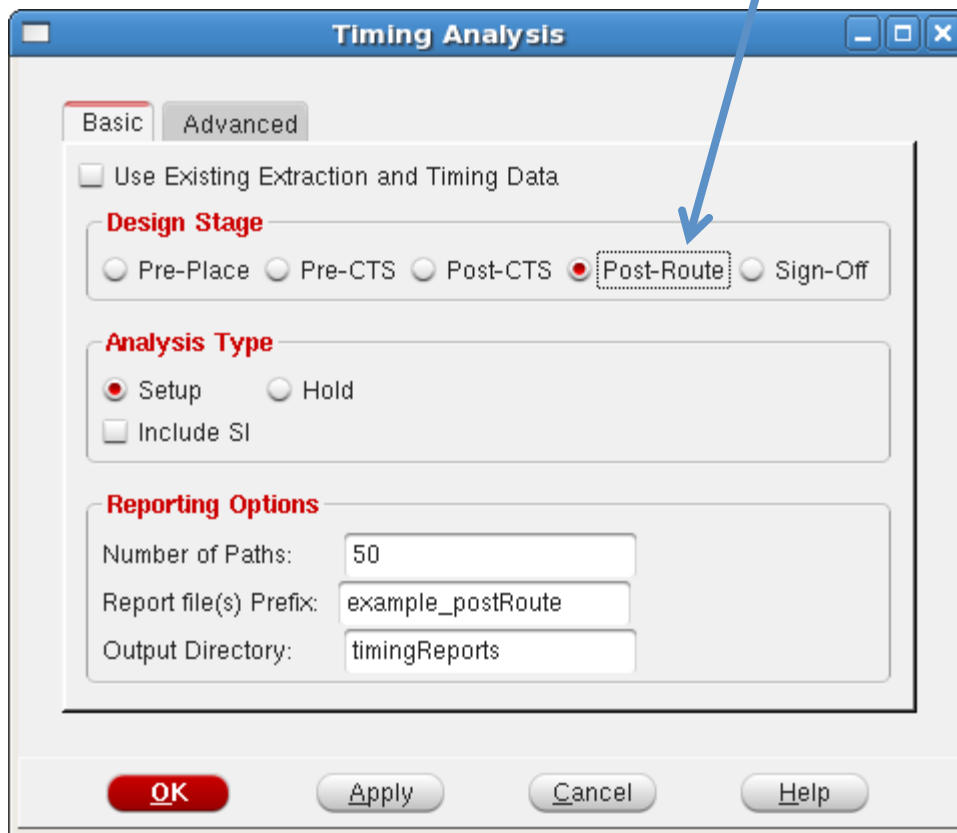 Timing Analysis
Basic Advanced
Use Existing Extraction and Timing Data
Design Stage
Pre-Place Pre-CTS Post-CTS Post-Route Sign-Off
Analysis Type
Setup Hold
Include SI
Reporting Options
Number of Paths: 50
Report file(s) Prefix: example_postRoute
Output Directory: timingReports
OK Apply Cancel Help